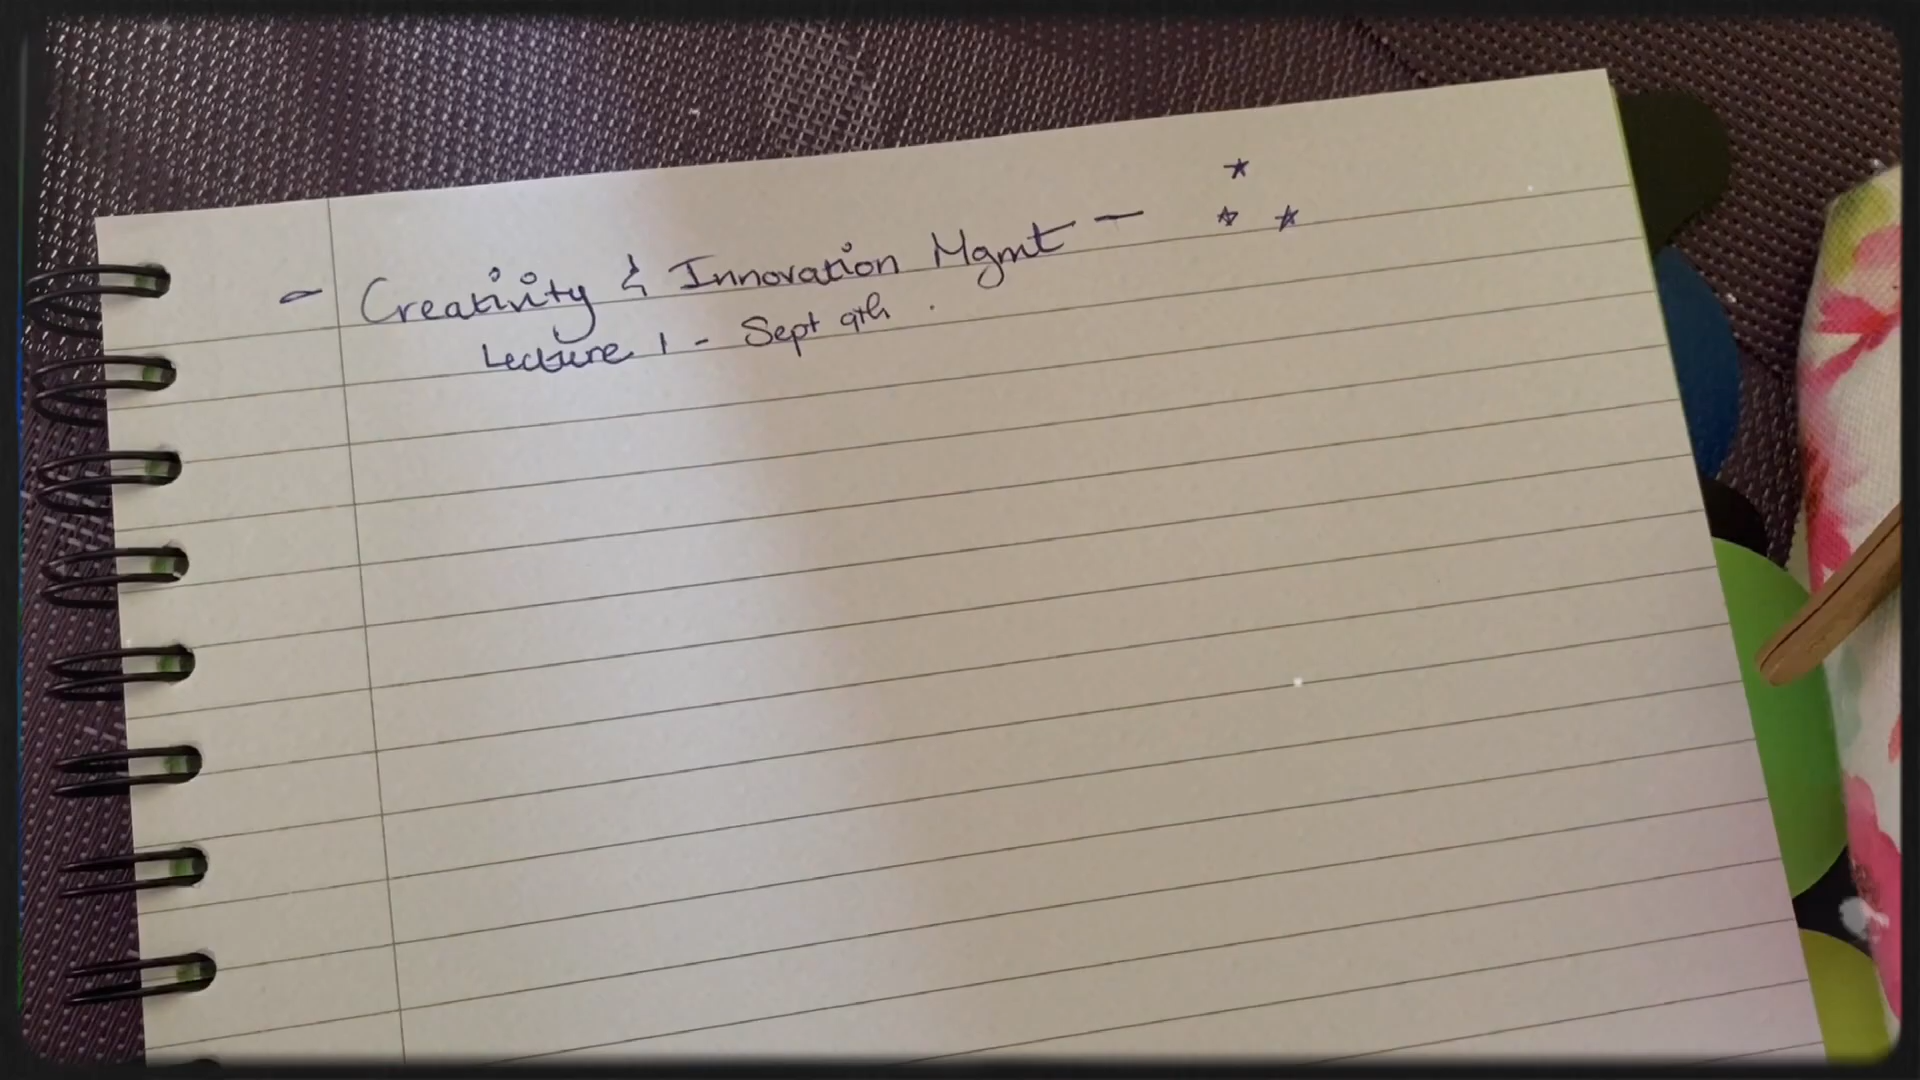 - Creativity & Innovation Mgmt -
Lecture 1 - Sept 9th.